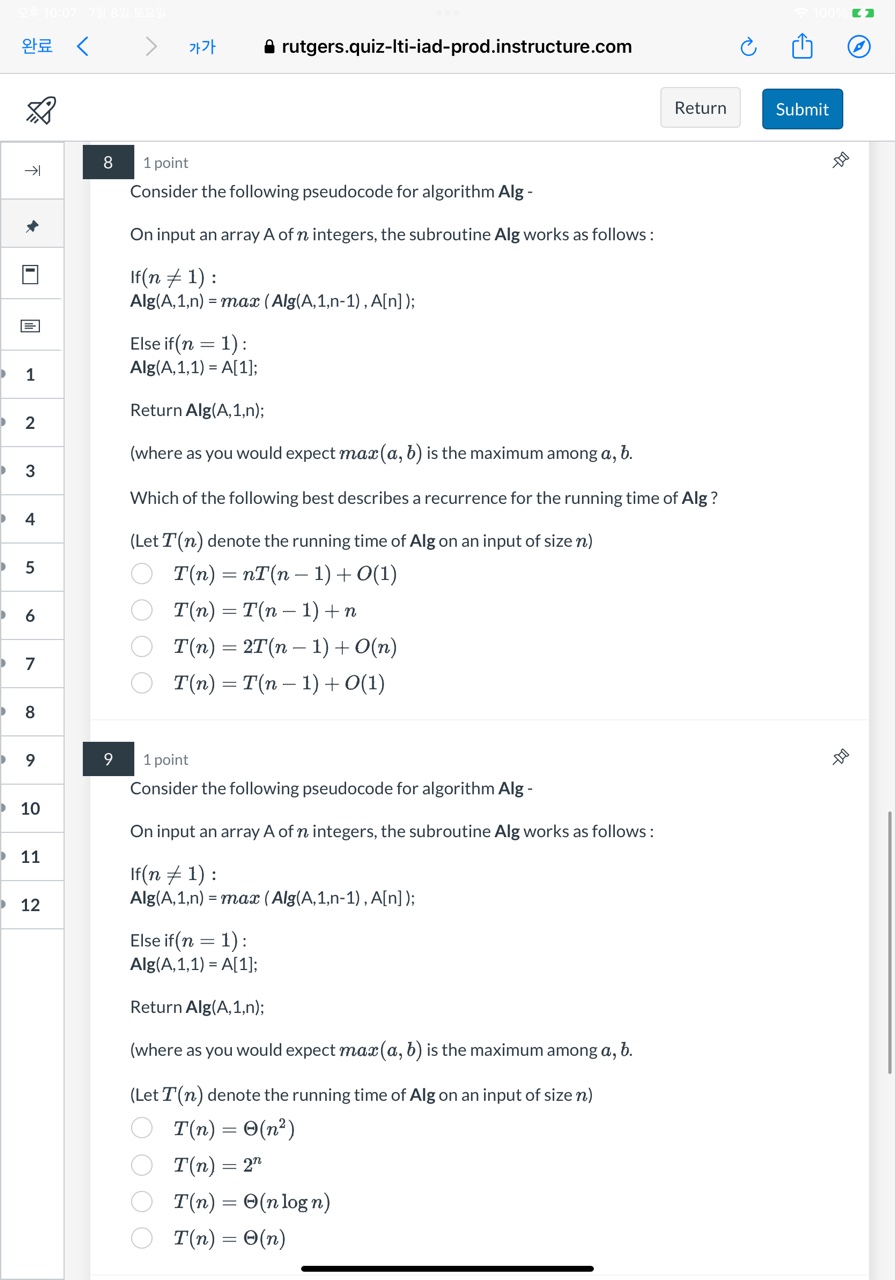 오후 10:07 7월 8일 토요일
100%
완료
가가
rutgers.quiz-lti-iad-prod.instructure.com
Return
Submit
8
1 point
Consider the following pseudocode for algorithm Alg -
On input an array A of n integers, the subroutine Alg works as follows :
If(n ≠ 1) :
Alg(A,1,n) = max ( Alg(A,1,n-1) , A[n] );
Else if(n = 1) :
Alg(A,1,1) = A[1];
Return Alg(A,1,n);
(where as you would expect max(a, b) is the maximum among a, b.
Which of the following best describes a recurrence for the running time of Alg ?
(Let T(n) denote the running time of Alg on an input of size n)
T(n) = nT(n − 1) + O(1)
T(n) = T(n − 1) + n
T(n) = 2T(n − 1) + O(n)
T(n) = T(n − 1) + O(1)
9
1 point
Consider the following pseudocode for algorithm Alg -
On input an array A of n integers, the subroutine Alg works as follows :
If(n ≠ 1) :
Alg(A,1,n) = max ( Alg(A,1,n-1) , A[n] );
Else if(n = 1) :
Alg(A,1,1) = A[1];
Return Alg(A,1,n);
(where as you would expect max(a, b) is the maximum among a, b.
(Let T(n) denote the running time of Alg on an input of size n)
T(n) = Θ(n²)
T(n) = 2ⁿ
T(n) = Θ(n log n)
T(n) = Θ(n)
1
2
3
4
5
6
7
8
9
10
11
12